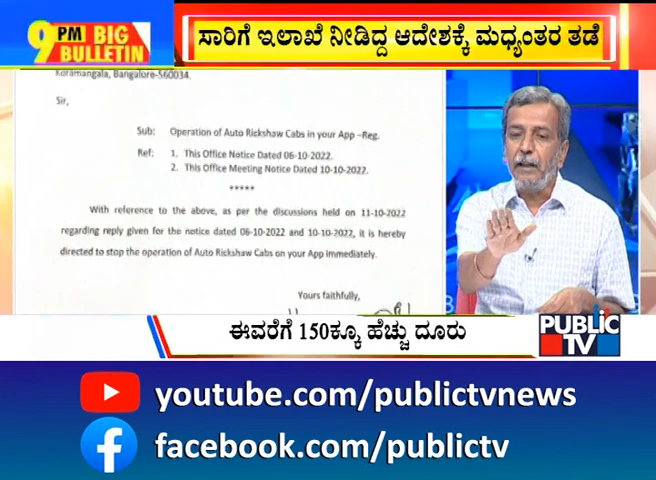 9 PM BIG BULLETIN
ಸಾರಿಗೆ ಇಲಾಖೆ ನೀಡಿದ್ದ ಆದೇಶಕ್ಕೆ ಮಧ್ಯಂತರ ತಡೆ
Koramangala, Bangalore-560034.
Sir,
Sub: Operation of Auto Rickshaw Cabs in your App –Reg.
Ref: 1. This Office Notice Dated 06-10-2022.
2. This Office Meeting Notice Dated 10-10-2022.
*****
With reference to the above, as per the discussions held on 11-10-2022
regarding reply given for the notice dated 06-10-2022 and 10-10-2022, it is hereby
directed to stop the operation of Auto Rickshaw Cabs on your App immediately.
Yours faithfully,
ಈವರೆಗೆ 150ಕ್ಕೂ ಹೆಚ್ಚು ದೂರು
PUBLIC TV
youtube.com/publictvnews
facebook.com/publictv